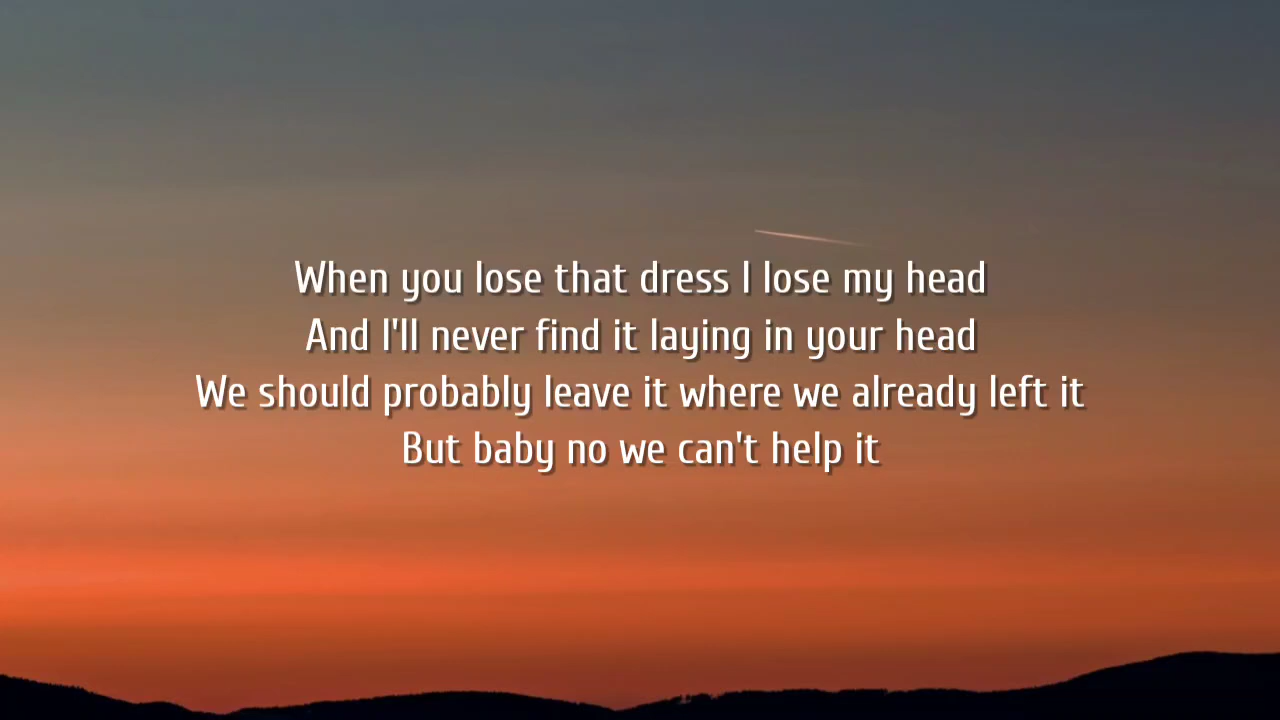 When you lose that dress I lose my head
And I'll never find it laying in your head
We should probably leave it where we already left it
But baby no we can't help it